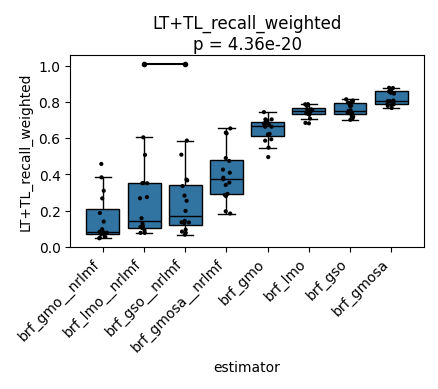 LT+TL_recall_weighted
p = 4.36e-20
LT+TL_recall_weighted
1.0
0.8
0.6
0.4
0.2
0.0
brf_gmo__nrlmf
brf_lmo__nrlmf
brf_gso__nrlmf
brf_gmosa__nrlmf
brf_gmo
brf_lmo
brf_gso
brf_gmosa
estimator